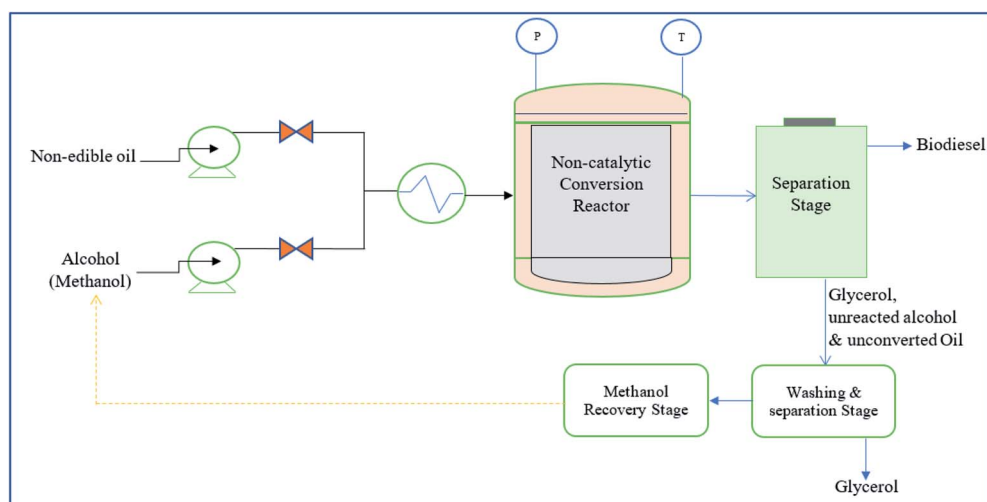 P
T
Non-edible oil
Non-catalytic
Conversion
Reactor
Biodiesel
Separation
Stage
Alcohol
(Methanol)
Glycerol,
unreacted alcohol
& unconverted Oil
Methanol
Recovery Stage
Washing &
separation Stage
Glycerol